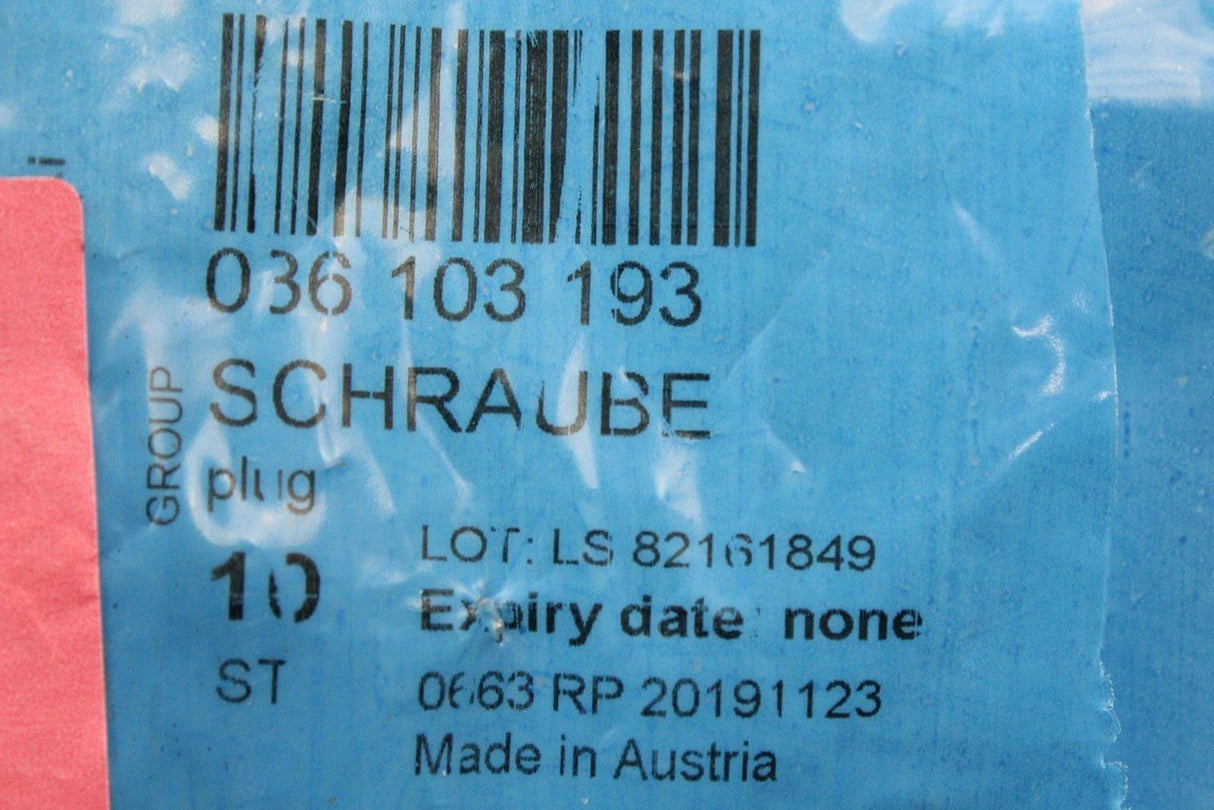 036 103 193
SCHRAUBE
GROUP
plug
10
ST
LOT: LS 82161849
Expiry date: none
0663 RP 20191123
Made in Austria